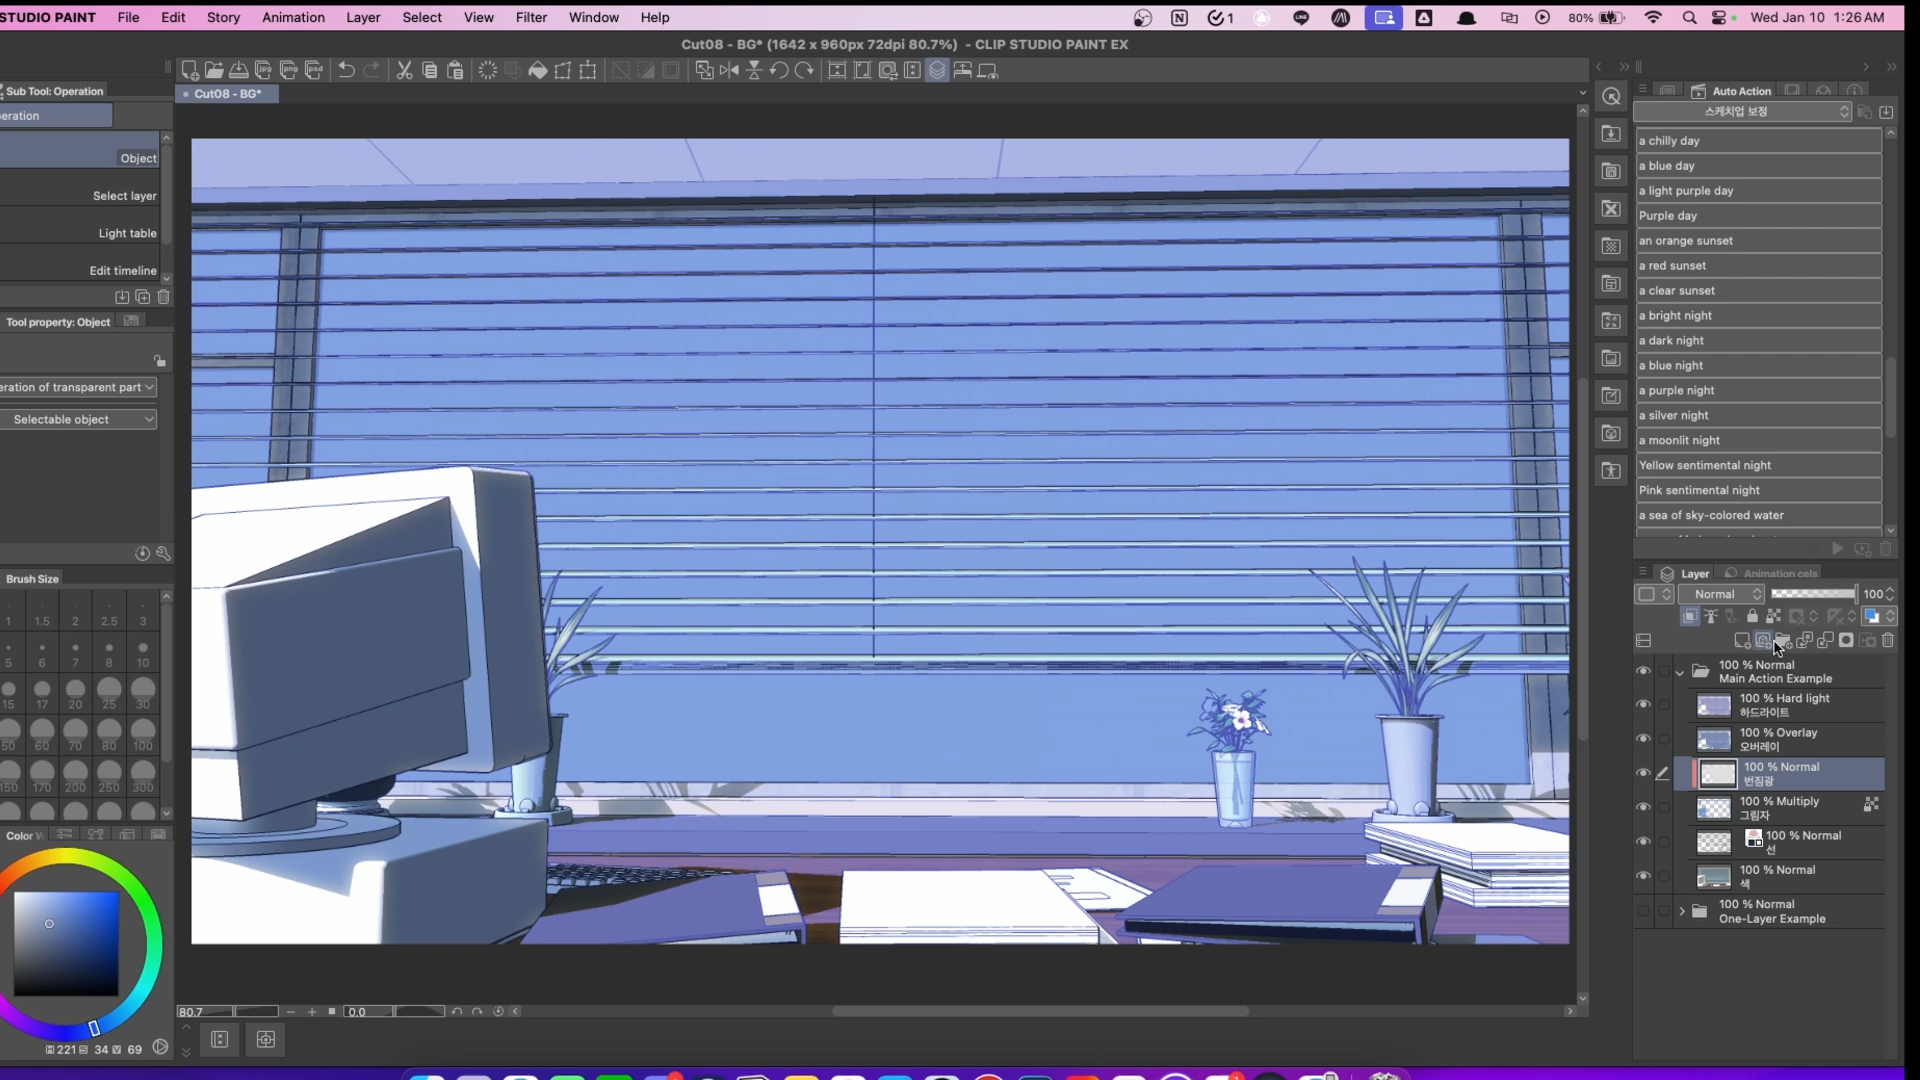 STUDIO PAINT File Edit Story Animation Layer Select View Filter Window Help
1 80% Wed Jan 10 1:26 AM
Cut08 - BG* (1642 x 960px 72dpi 80.7%) - CLIP STUDIO PAINT EX
Sub Tool: Operation
eration
Object
Select layer
Light table
Edit timeline
Tool property: Object
eration of transparent part
Selectable object
Brush Size
1 1.5 2 2.5 3
5 6 7 8 10
15 17 20 25 30
50 60 70 80 100
150 170 200 250 300
Color W
221 34 69
Cut08 - BG*
80.7
0.0
Auto Action
스케치업 보정
a chilly day
a blue day
a light purple day
Purple day
an orange sunset
a red sunset
a clear sunset
a bright night
a dark night
a blue night
a purple night
a silver night
a moonlit night
Yellow sentimental night
Pink sentimental night
a sea of sky-colored water
Layer Animation cels
Normal 100
100 % Normal
Main Action Example
100 % Hard light
하드라이트
100 % Overlay
오버레이
100 % Normal
번짐광
100 % Multiply
그림자
100 % Normal
선
100 % Normal
색
100 % Normal
One-Layer Example